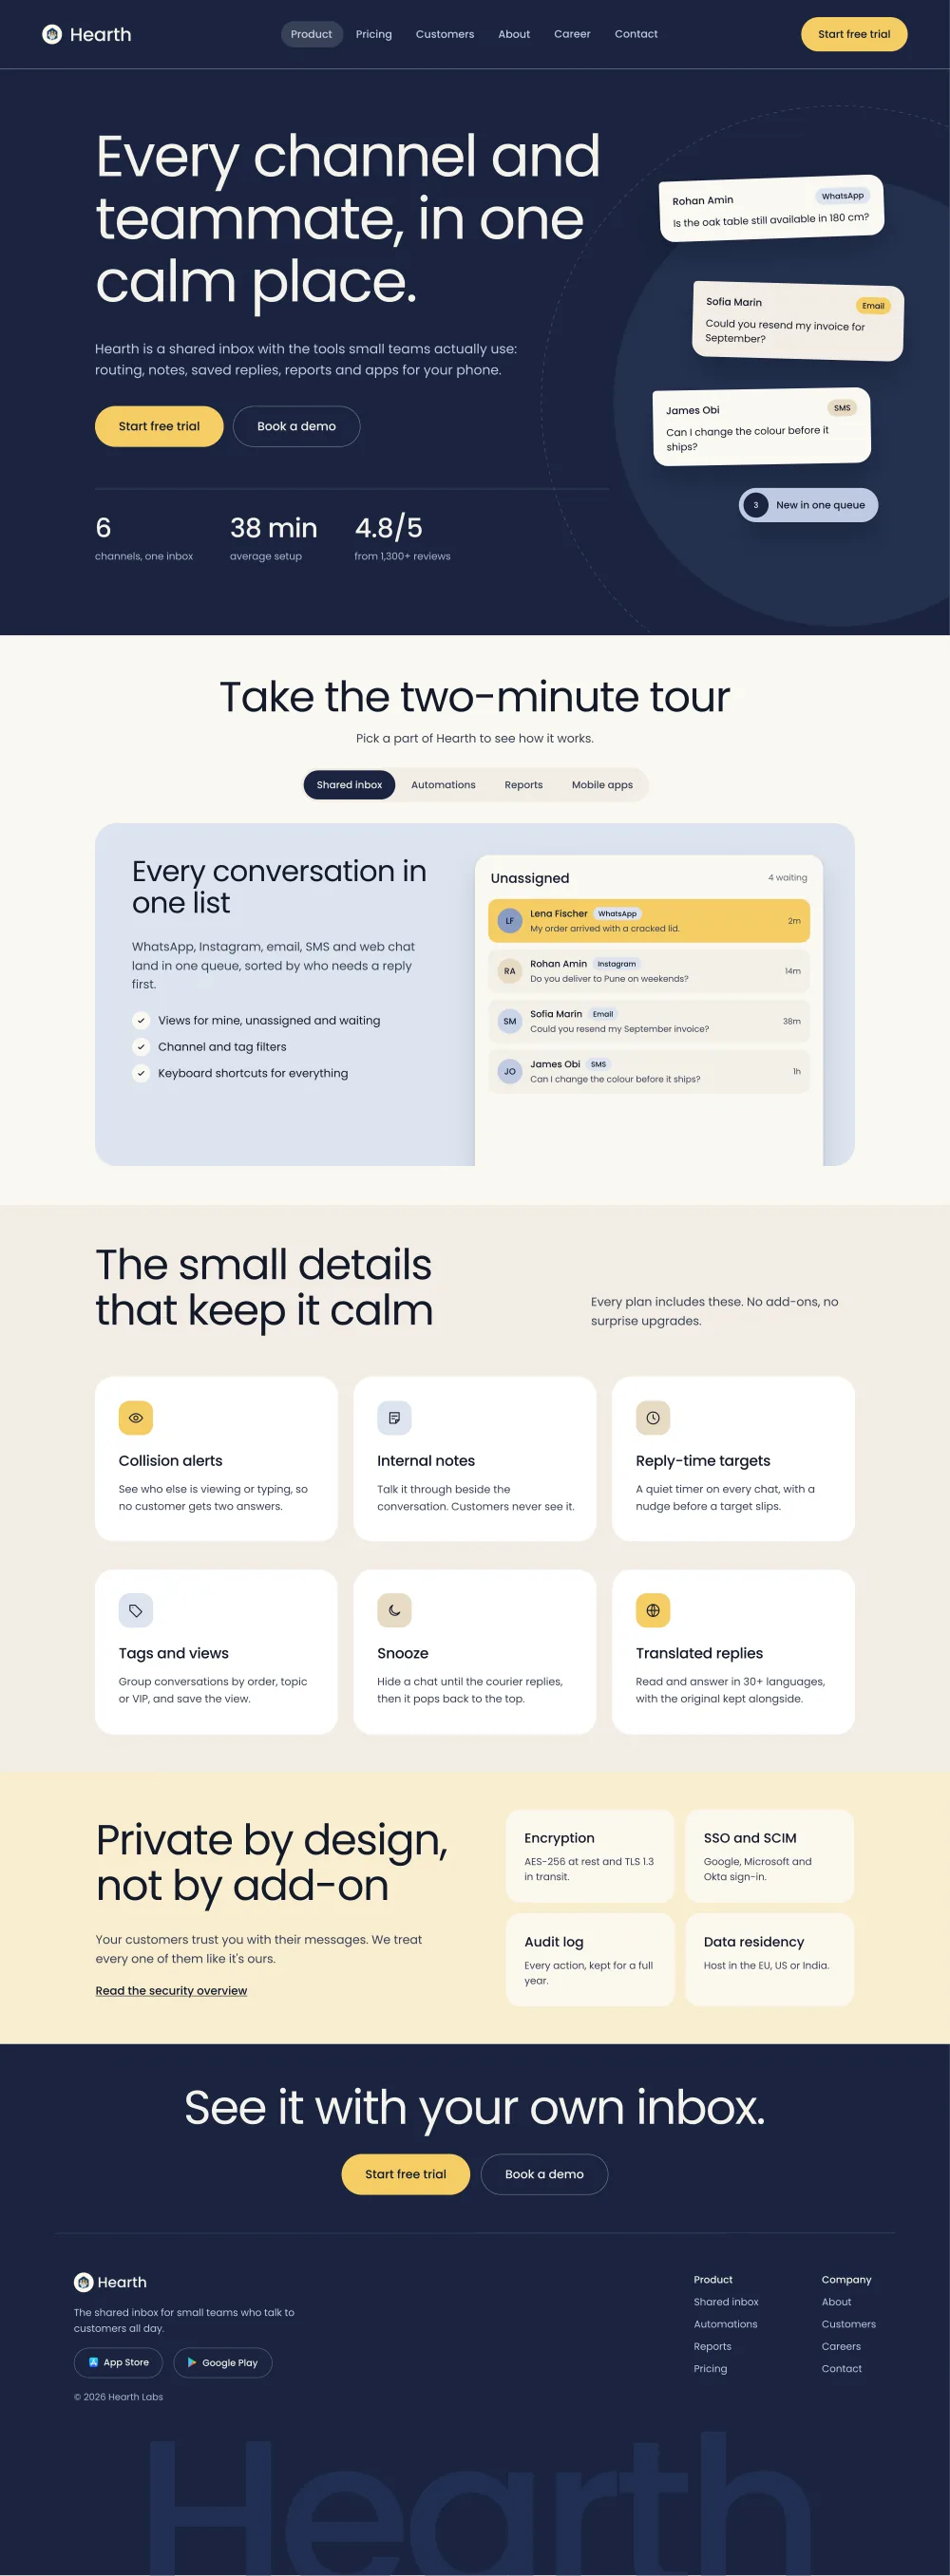 Hearth
Product
Pricing
Customers
About
Career
Contact
Start free trial
Every channel and
teammate, in one
calm place.
Hearth is a shared inbox with the tools small teams actually use:
routing, notes, saved replies, reports and apps for your phone.
Start free trial
Book a demo
6
channels, one inbox
38 min
average setup
4.8/5
from 1,300+ reviews
Rohan Amin
WhatsApp
Is the oak table still available in 180 cm?
Sofia Marin
Email
Could you resend my invoice for
September?
James Obi
SMS
Can I change the colour before it
ships?
3
New in one queue
Take the two-minute tour
Pick a part of Hearth to see how it works.
Shared inbox
Automations
Reports
Mobile apps
Every conversation in
one list
WhatsApp, Instagram, email, SMS and web chat
land in one queue, sorted by who needs a reply
first.
Views for mine, unassigned and waiting
Channel and tag filters
Keyboard shortcuts for everything
Unassigned
4 waiting
LF
Lena Fischer
WhatsApp
My order arrived with a cracked lid.
2m
RA
Rohan Amin
Instagram
Do you deliver to Pune on weekends?
14m
SM
Sofia Marin
Email
Could you resend my September invoice?
38m
JO
James Obi
SMS
Can I change the colour before it ships?
1h
The small details
that keep it calm
Every plan includes these. No add-ons, no
surprise upgrades.
Collision alerts
See who else is viewing or typing, so
no customer gets two answers.
Internal notes
Talk it through beside the
conversation. Customers never see it.
Reply-time targets
A quiet timer on every chat, with a
nudge before a target slips.
Tags and views
Group conversations by order, topic
or VIP, and save the view.
Snooze
Hide a chat until the courier replies,
then it pops back to the top.
Translated replies
Read and answer in 30+ languages,
with the original kept alongside.
Private by design,
not by add-on
Your customers trust you with their messages. We treat
every one of them like it's ours.
Read the security overview
Encryption
AES-256 at rest and TLS 1.3
in transit.
SSO and SCIM
Google, Microsoft and
Okta sign-in.
Audit log
Every action, kept for a full
year.
Data residency
Host in the EU, US or India.
See it with your own inbox.
Start free trial
Book a demo
Hearth
The shared inbox for small teams who talk to
customers all day.
App Store
Google Play
© 2026 Hearth Labs
Product
Shared inbox
Automations
Reports
Pricing
Company
About
Customers
Careers
Contact
Hearth